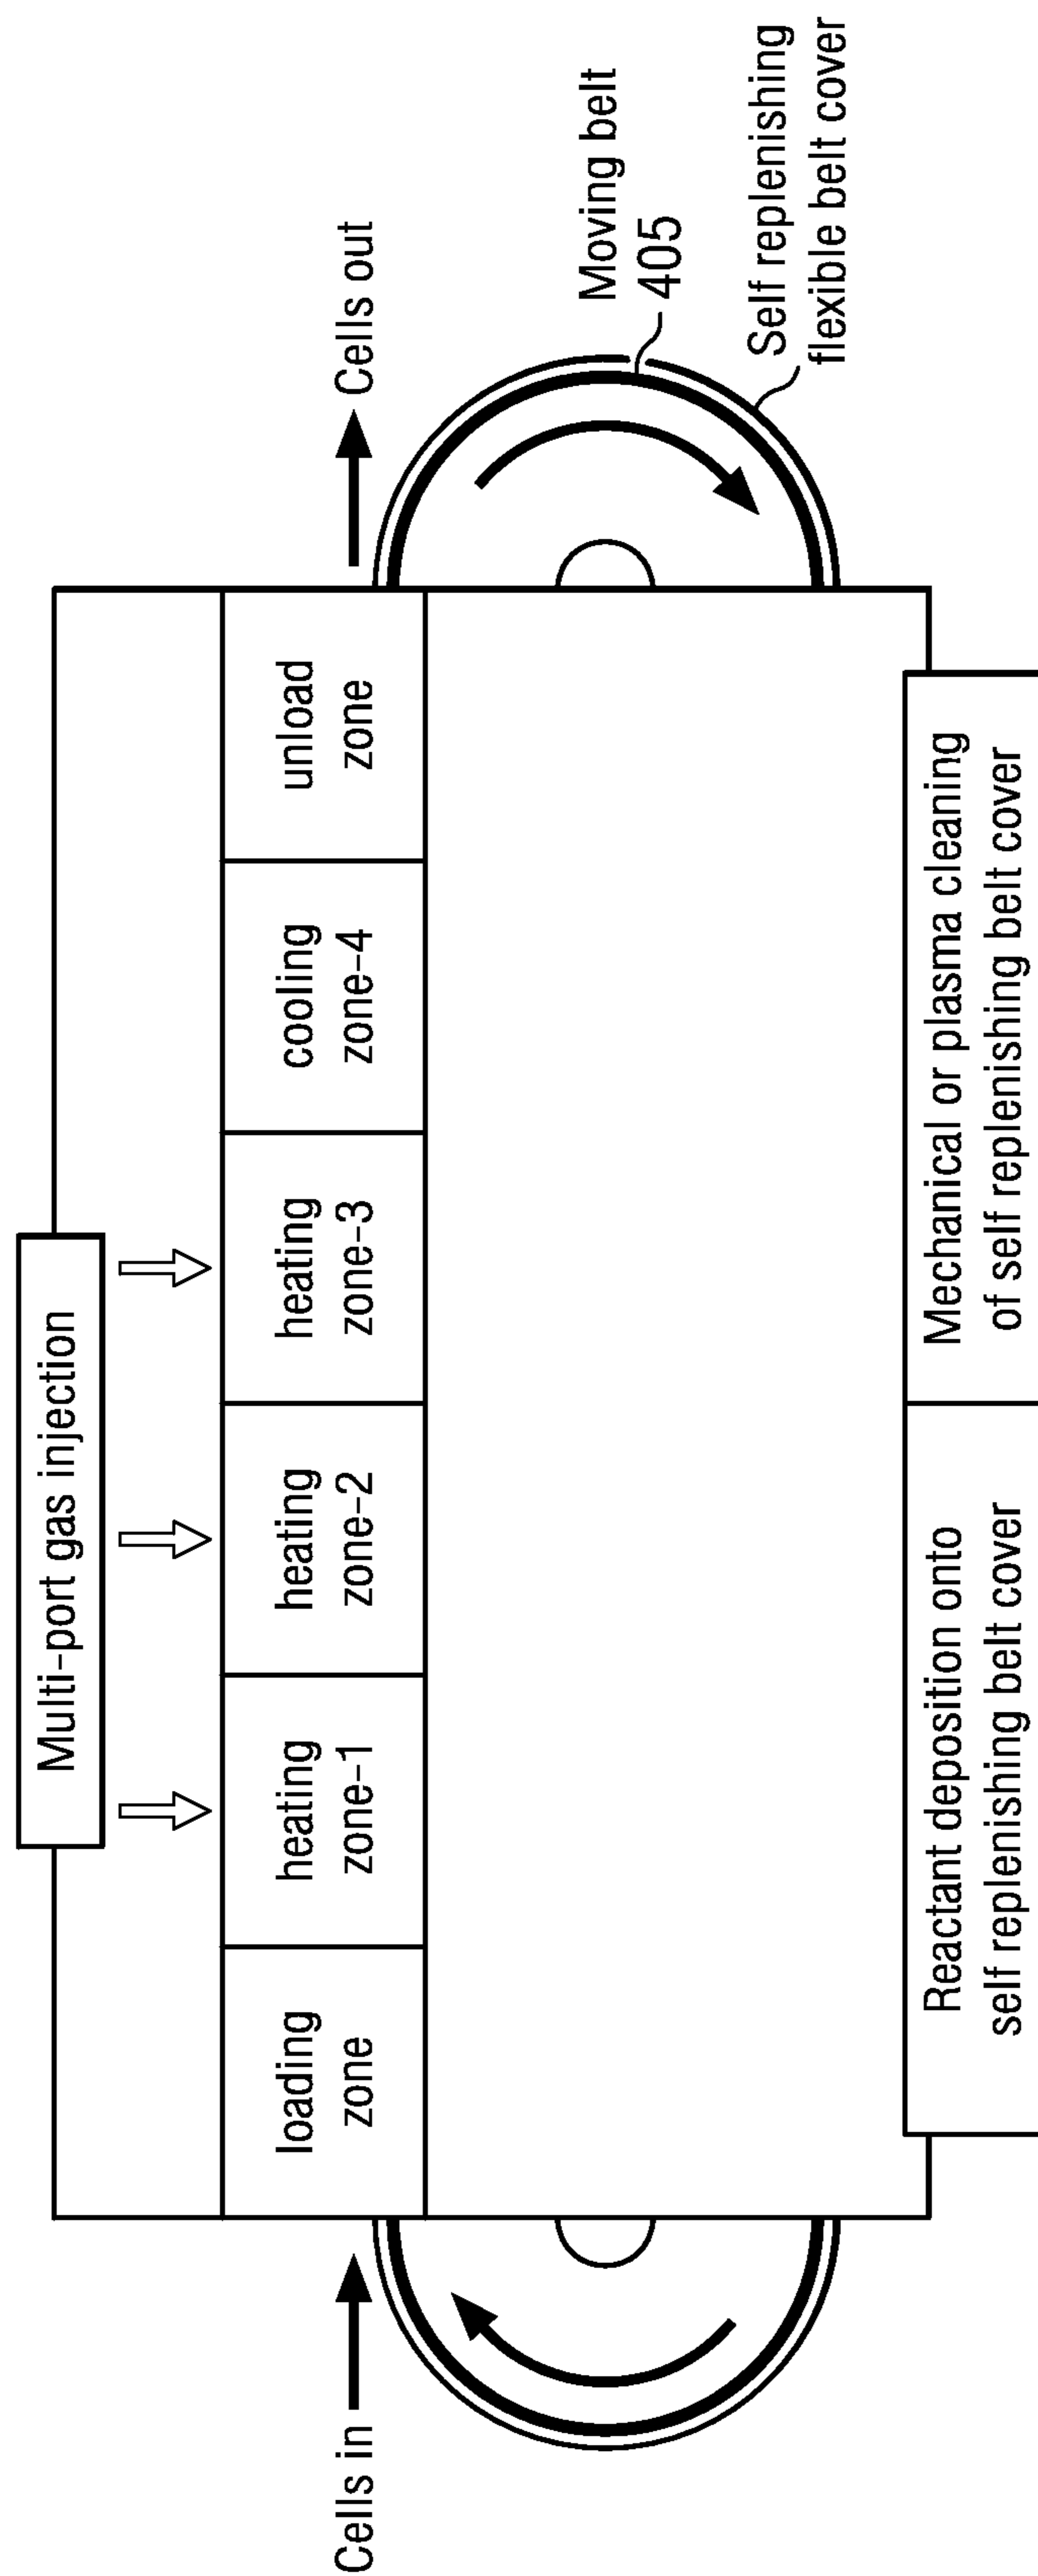 Multi-port gas injection
Cells in
loading
zone
heating
zone-1
heating
zone-2
heating
zone-3
cooling
zone-4
unload
zone
Cells out
Moving belt
405
Self replenishing
flexible belt cover
Reactant deposition onto
self replenishing belt cover
Mechanical or plasma cleaning
of self replenishing belt cover